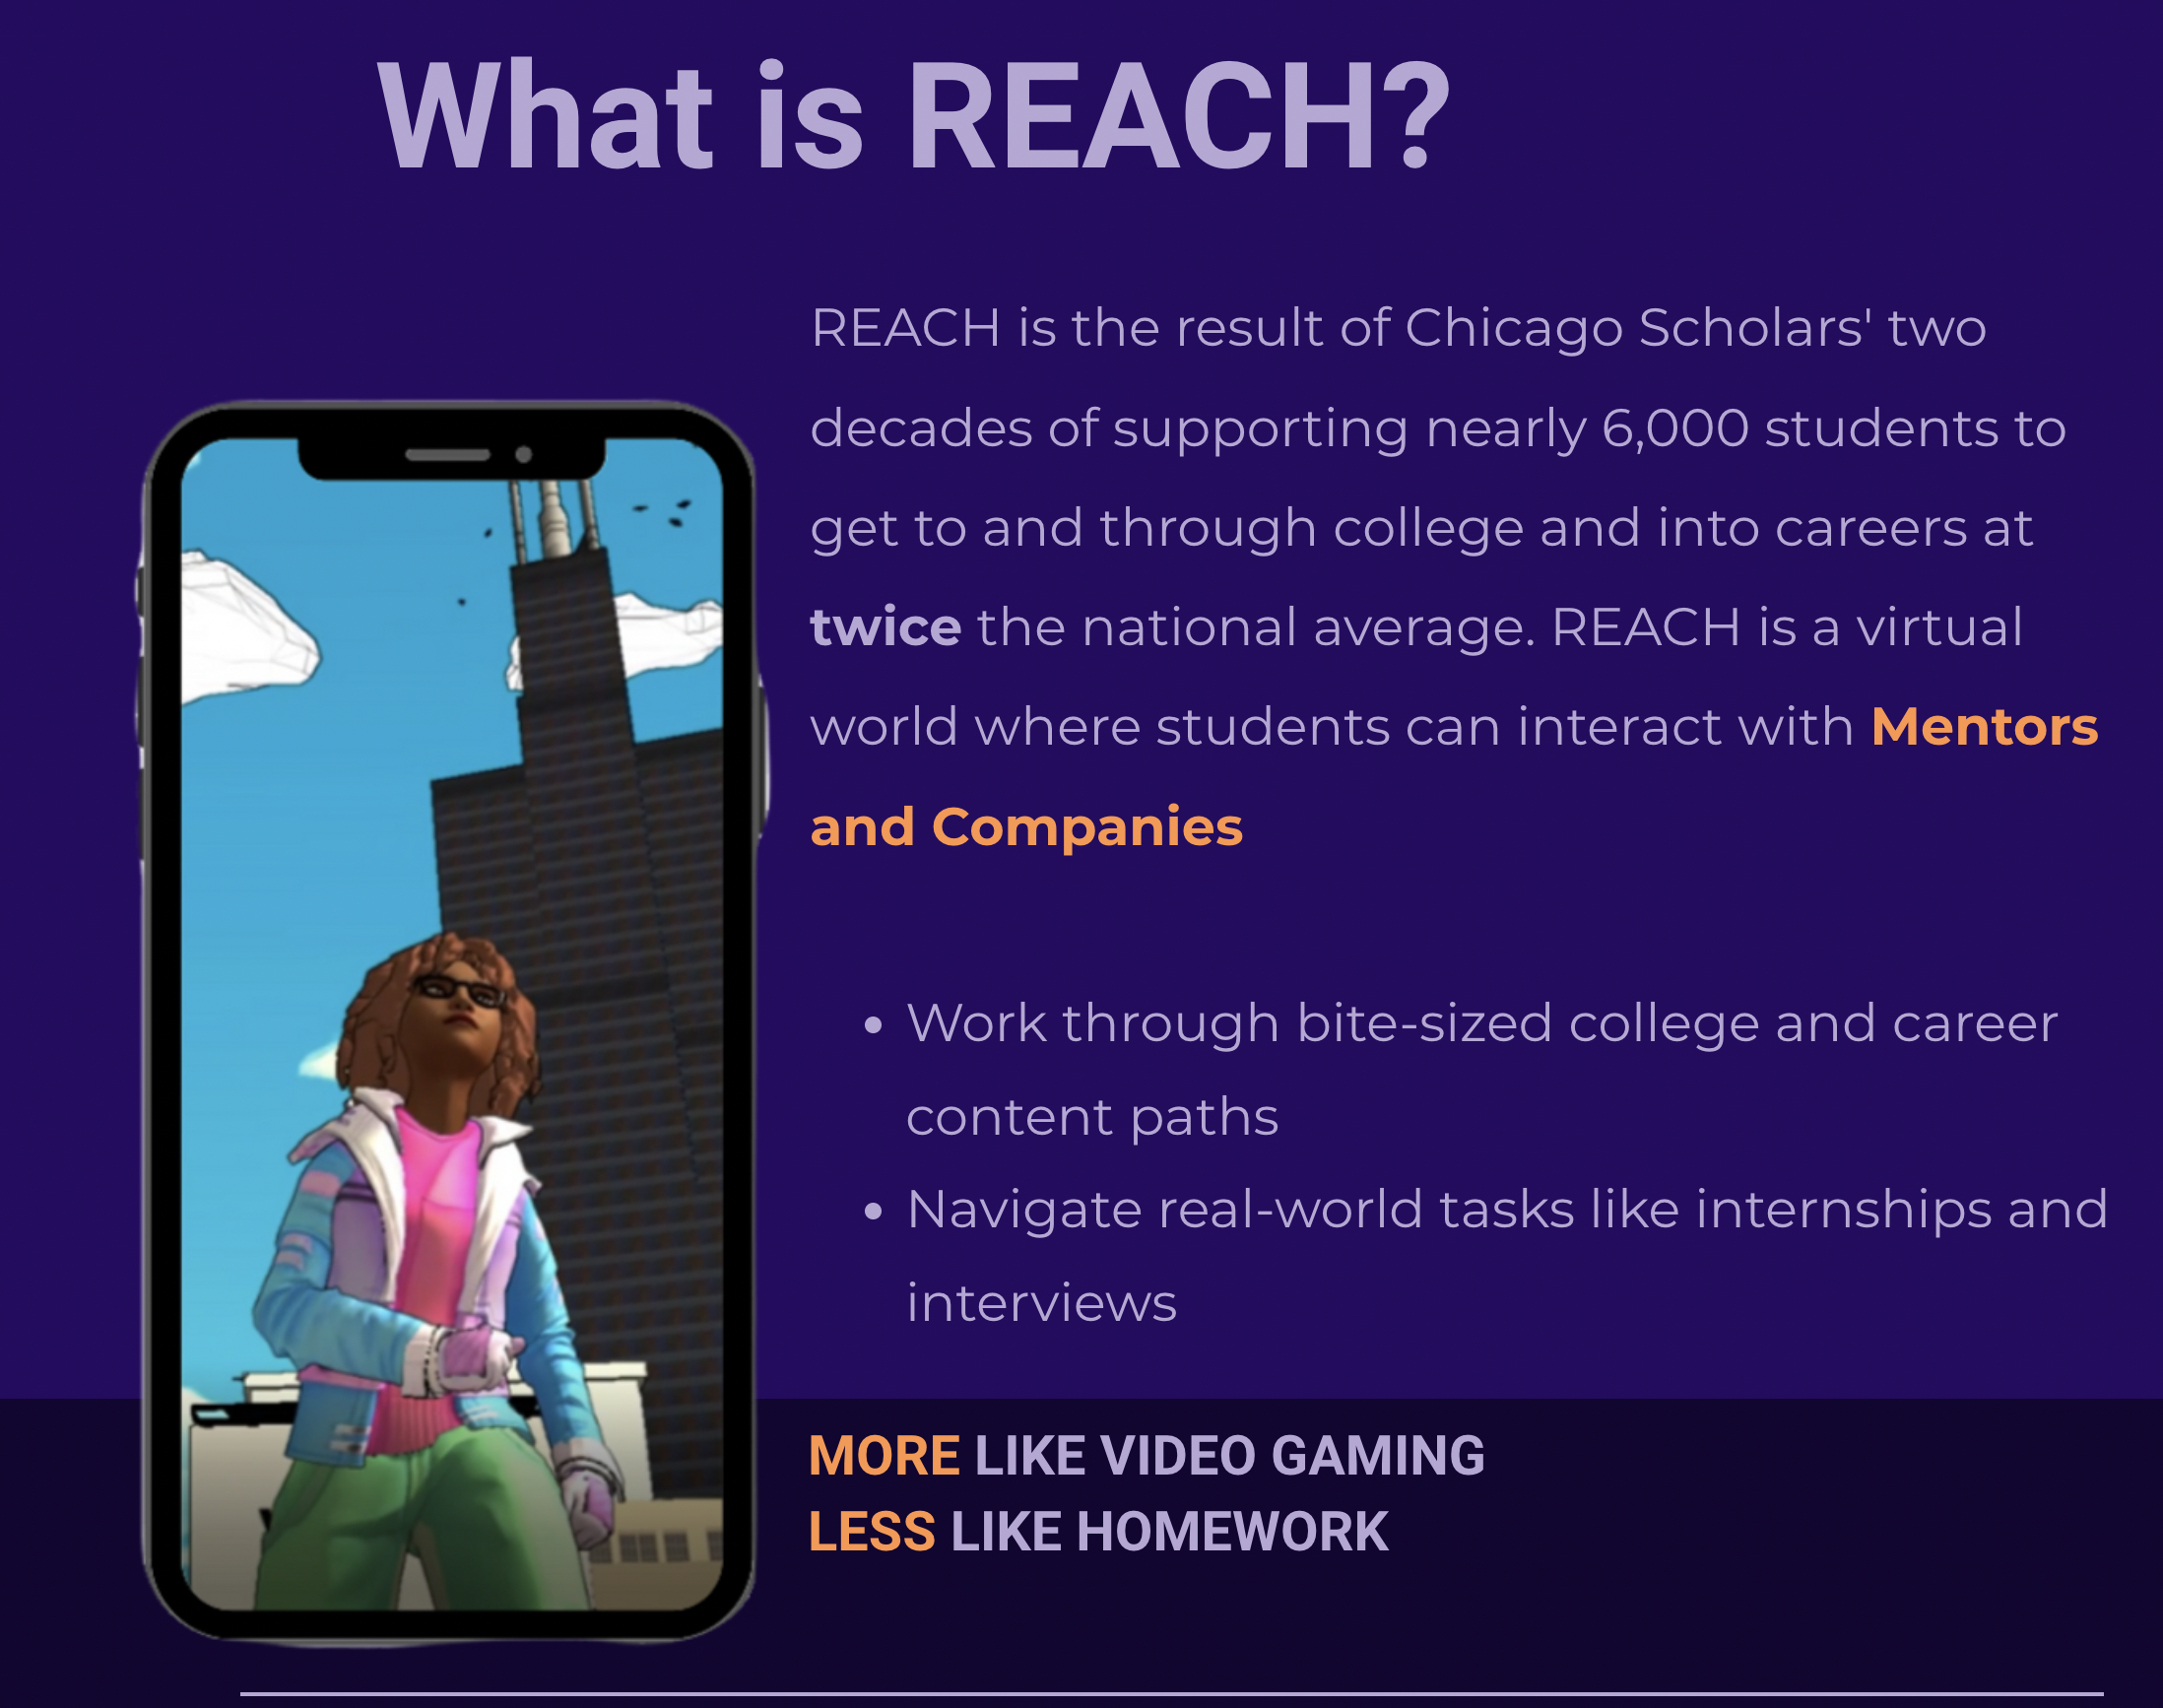 What is REACH?
REACH is the result of Chicago Scholars' two
decades of supporting nearly 6,000 students to
get to and through college and into careers at
twice the national average. REACH is a virtual
world where students can interact with Mentors
and Companies
• Work through bite-sized college and career
content paths
• Navigate real-world tasks like internships and
interviews
MORE LIKE VIDEO GAMING
LESS LIKE HOMEWORK